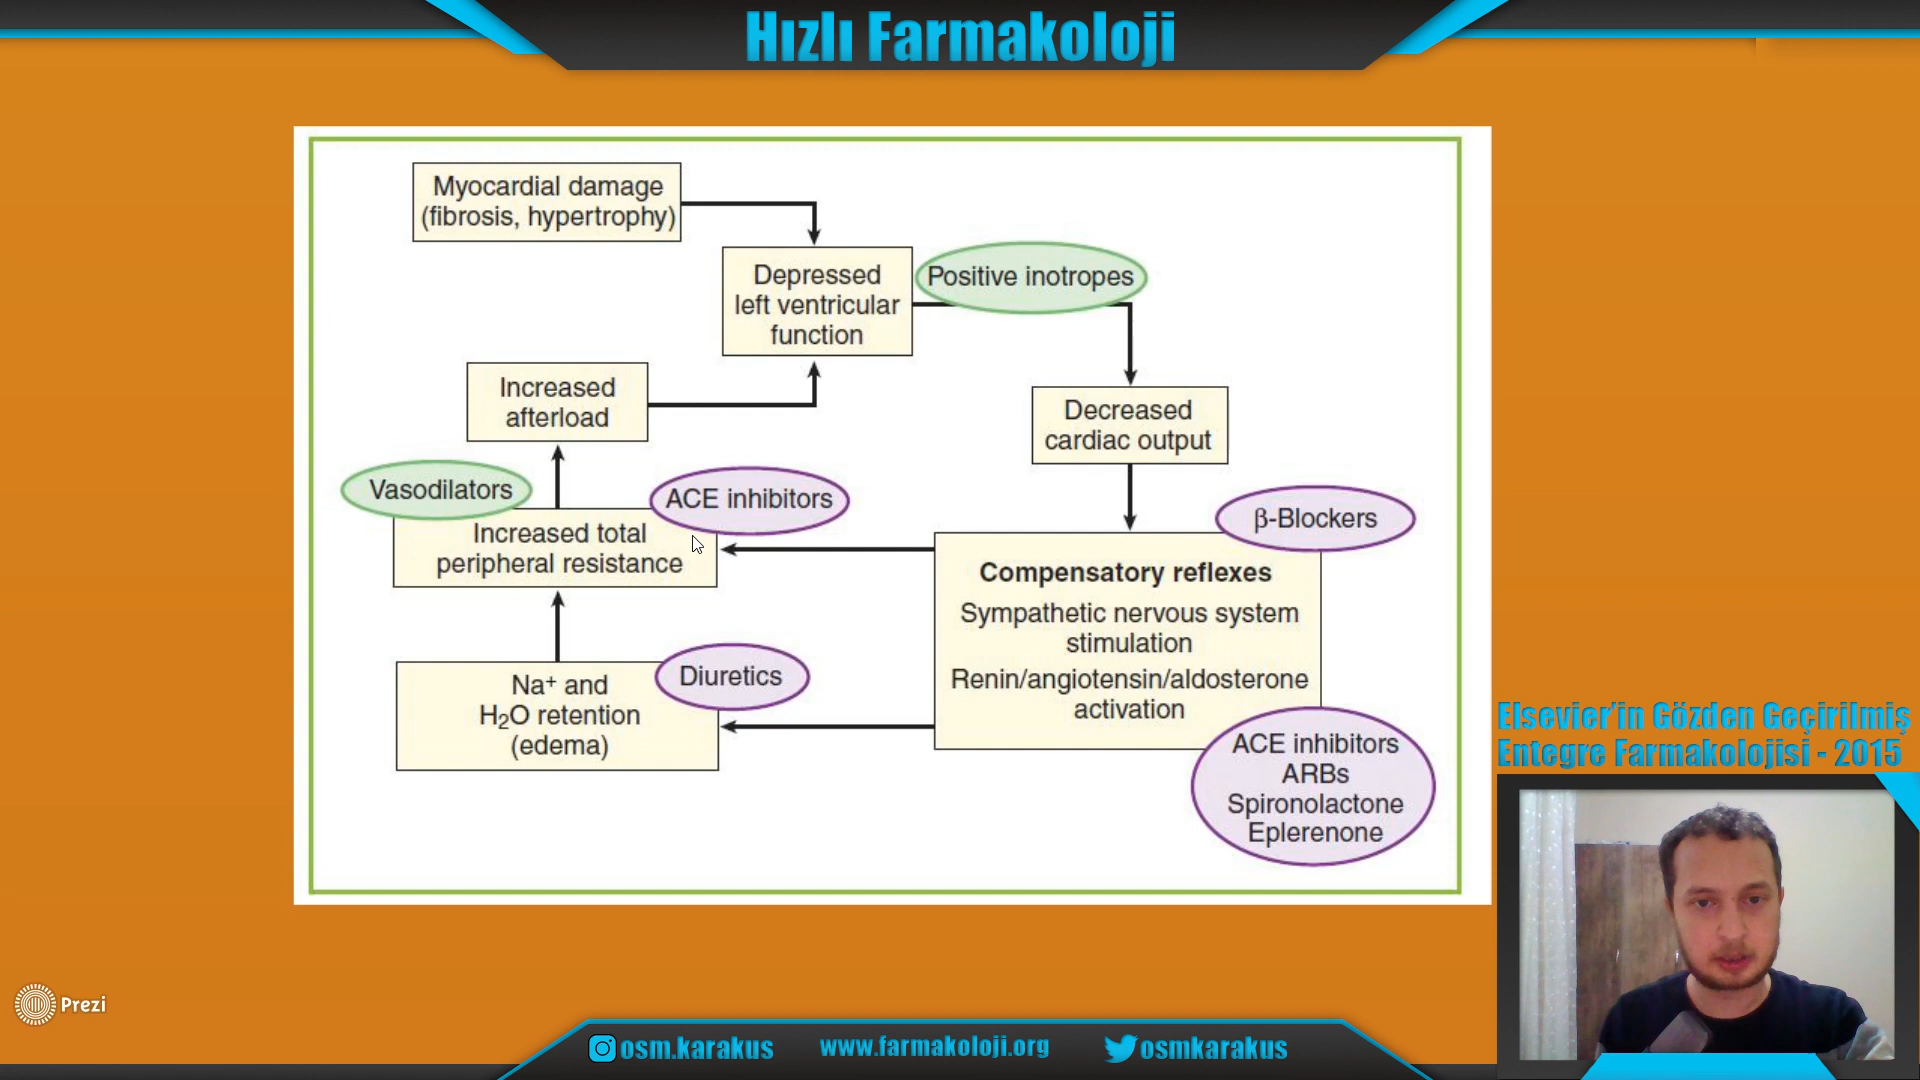 Hızlı Farmakoloji
Myocardial damage
(fibrosis, hypertrophy)
Depressed
left ventricular
function
Positive inotropes
Increased
afterload
Decreased
cardiac output
Vasodilators
ACE inhibitors
β-Blockers
Increased total
peripheral resistance
Compensatory reflexes
Sympathetic nervous system
stimulation
Renin/angiotensin/aldosterone
activation
Diuretics
Na⁺ and
H₂O retention
(edema)
ACE inhibitors
ARBs
Spironolactone
Eplerenone
Elsevier'in Gözden Geçirilmiş
Entegre Farmakolojisi - 2015
Prezi
osm.karakus
www.farmakoloji.org
osmkarakus